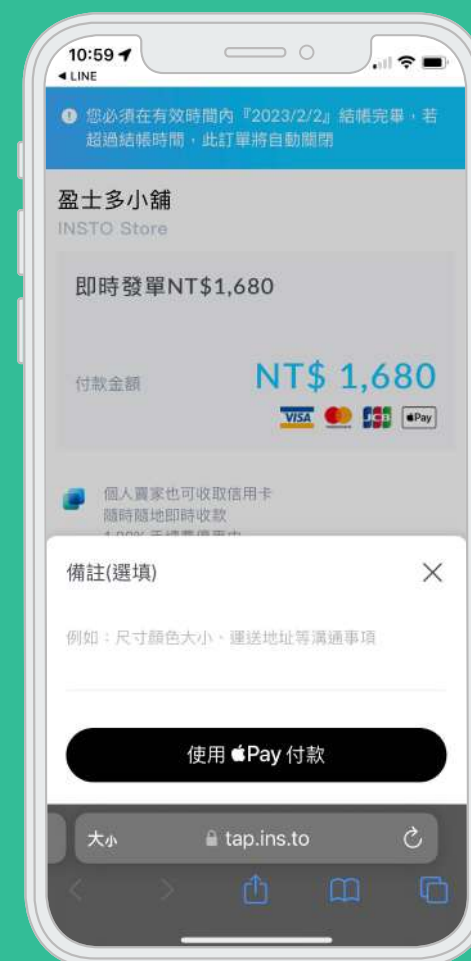 10:59
◀ LINE
您必須在有效時間內『2023/2/2』結帳完畢，若
超過結帳時間，此訂單將自動關閉
盈士多小舖
INSTO Store
即時發單NT$1,680
付款金額
NT$ 1,680
VISA
JCB
Pay
個人賣家也可收取信用卡
隨時隨地即時收款
備註(選填)
例如：尺寸顏色大小、運送地址等溝通事項
使用 Pay 付款
大小
tap.ins.to